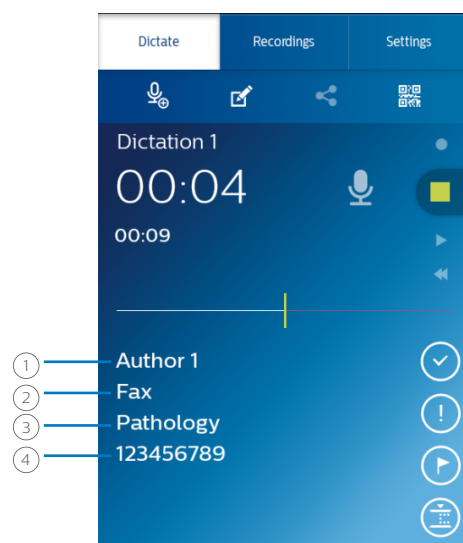 Dictate Recordings Settings
Dictation 1
00:04
00:09
1 Author 1
2 Fax
3 Pathology
4 123456789